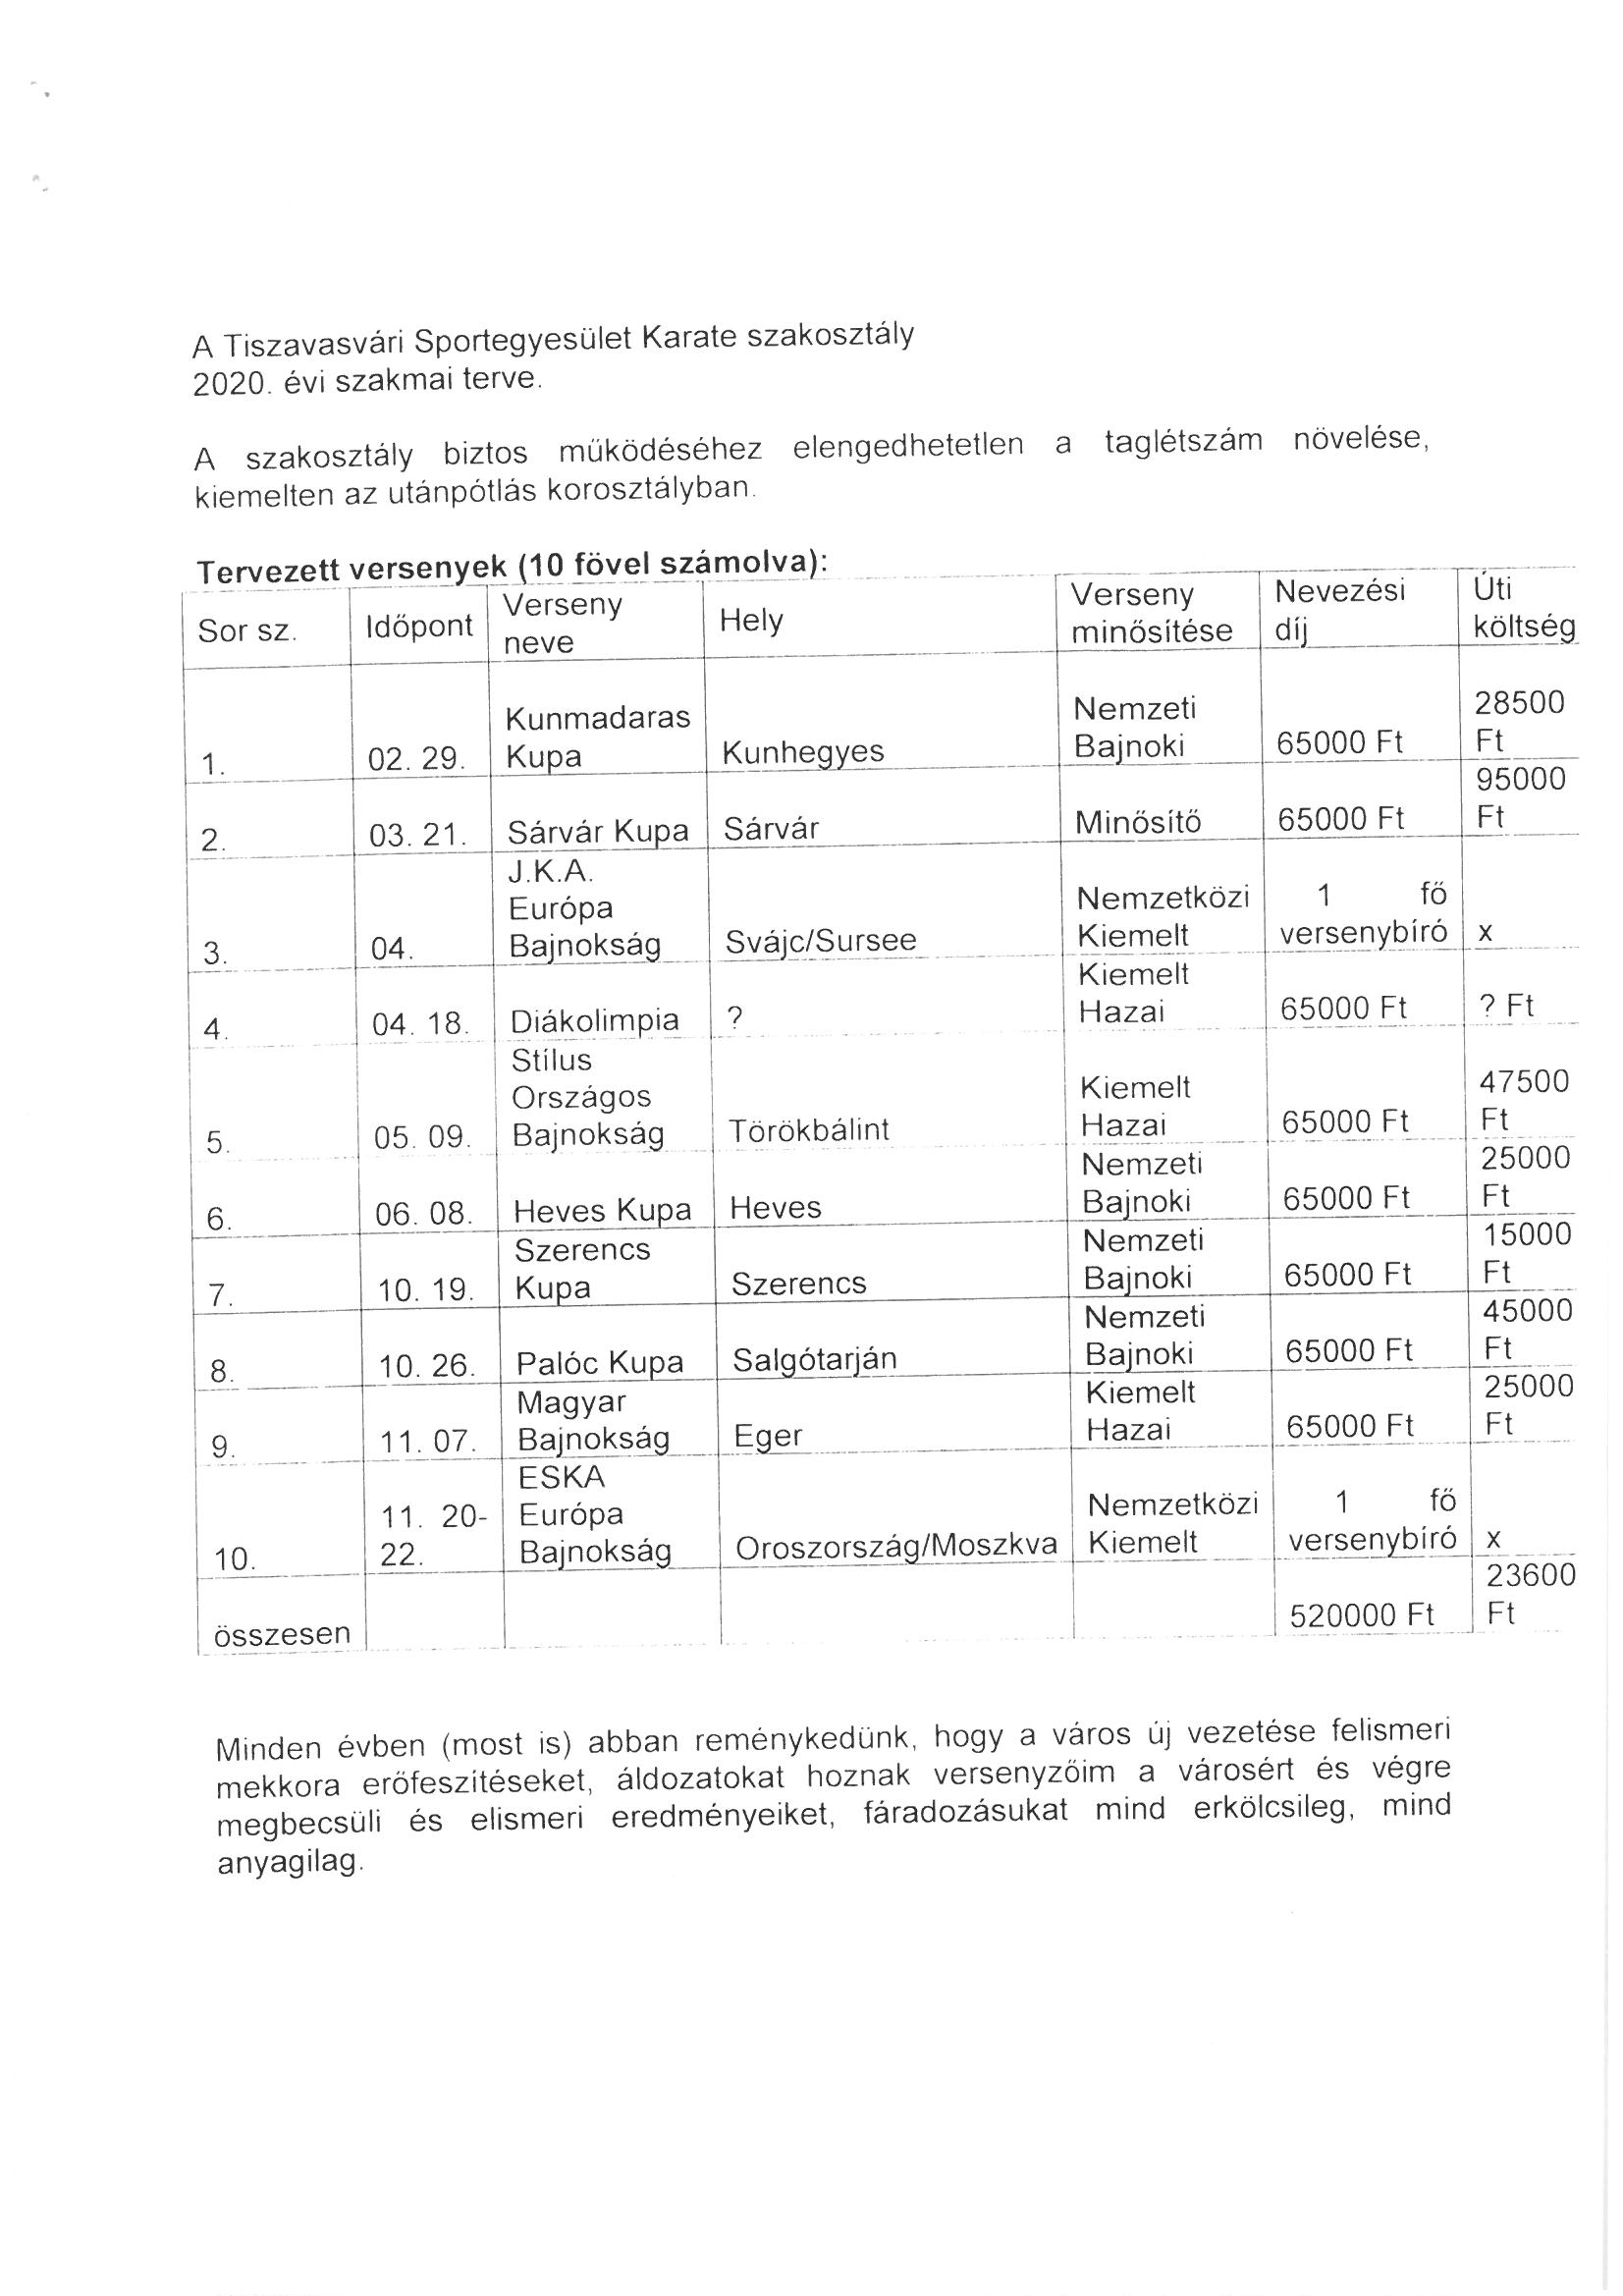 A Tiszavasvári Sportegyesület Karate szakosztály
2020. évi szakmai terve.
A szakosztály biztos működéséhez elengedhetetlen a taglétszám növelése,
kiemelten az utánpótlás korosztályban.
Tervezett versenyek (10 fövel számolva):
Sor sz. Időpont Verseny neve Hely Verseny minősítése Nevezési díj Úti költség
1. 02. 29. Kunmadaras Kupa Kunhegyes Nemzeti Bajnoki 65000 Ft 28500 Ft
2. 03. 21. Sárvár Kupa Sárvár Minősítő 65000 Ft 95000 Ft
3. 04. J.K.A. Európa Bajnokság Svájc/Sursee Nemzetközi Kiemelt 1 fő versenybíró x
4. 04. 18. Diákolimpia ? Kiemelt Hazai 65000 Ft ? Ft
5. 05. 09. Stílus Országos Bajnokság Törökbálint Kiemelt Hazai 65000 Ft 47500 Ft
6. 06. 08. Heves Kupa Heves Nemzeti Bajnoki 65000 Ft 25000 Ft
7. 10. 19. Szerencs Kupa Szerencs Nemzeti Bajnoki 65000 Ft 15000 Ft
8. 10. 26. Palóc Kupa Salgótarján Nemzeti Bajnoki 65000 Ft 45000 Ft
9. 11. 07. Magyar Bajnokság Eger Kiemelt Hazai 65000 Ft 25000 Ft
10. 11. 20-22. ESKA Európa Bajnokság Oroszország/Moszkva Nemzetközi Kiemelt 1 fő versenybíró x
összesen 520000 Ft 23600 Ft
Minden évben (most is) abban reménykedünk, hogy a város új vezetése felismeri
mekkora erőfeszítéseket, áldozatokat hoznak versenyzőim a városért és végre
megbecsüli és elismeri eredményeiket, fáradozásukat mind erkölcsileg, mind
anyagilag.